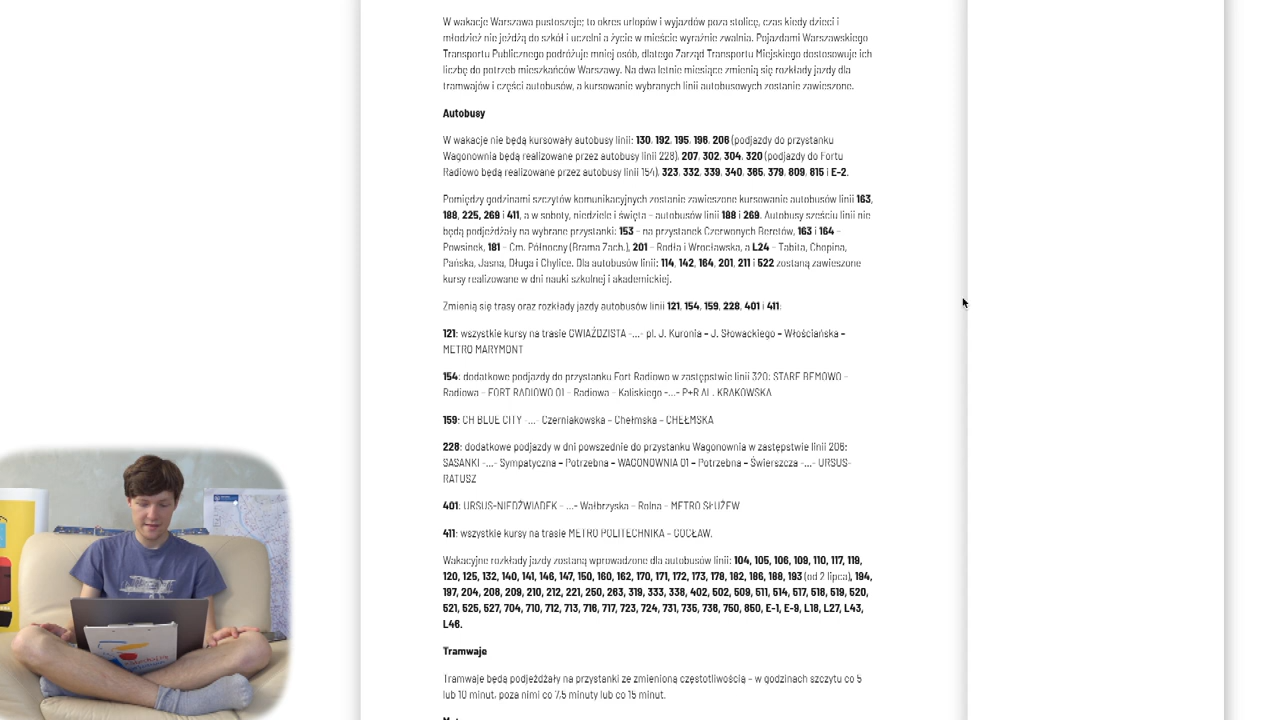 W wakacje Warszawa pustoszeje; to okres urlopów i wyjazdów poza stolicę, czas kiedy dzieci i
młodzież nie jeżdżą do szkół i uczelni a życie w mieście wyraźnie zwalnia. Pojazdami Warszawskiego
Transportu Publicznego podróżuje mniej osób, dlatego Zarząd Transportu Miejskiego dostosowuje ich
liczbę do potrzeb mieszkańców Warszawy. Na dwa letnie miesiące zmienią się rozkłady jazdy dla
tramwajów i części autobusów, a kursowanie wybranych linii autobusowych zostanie zawieszone.
Autobusy
W wakacje nie będą kursowały autobusy linii: 130, 192, 195, 196, 206 (podjazdy do przystanku
Wagonownia będą realizowane przez autobusy linii 228), 207, 302, 304, 320 (podjazdy do Fortu
Radiowo będą realizowane przez autobusy linii 154), 323, 332, 339, 340, 365, 379, 809, 815 i E-2.
Pomiędzy godzinami szczytów komunikacyjnych zostanie zawieszone kursowanie autobusów linii 163,
188, 225, 269 i 411, a w soboty, niedziele i święta – autobusów linii 188 i 269. Autobusy sześciu linii nie
będą podjeżdżały na wybrane przystanki: 153 – na przystanek Czerwonych Beretów, 163 i 164 –
Powsinek, 181 – Cm. Północny (Brama Zach.), 201 – Rodła i Wrocławska, a L24 – Tabita, Chopina,
Pańska, Jasna, Długa i Chylice. Dla autobusów linii: 114, 142, 164, 201, 211 i 522 zostaną zawieszone
kursy realizowane w dni nauki szkolnej i akademickiej.
Zmienią się trasy oraz rozkłady jazdy autobusów linii 121, 154, 159, 228, 401 i 411:
121: wszystkie kursy na trasie GWIAŹDZISTA -…- pl. J. Kuronia – J. Słowackiego – Włościańska –
METRO MARYMONT
154: dodatkowe podjazdy do przystanku Fort Radiowo w zastępstwie linii 320: STARE BEMOWO –
Radiowa – FORT RADIOWO 01 – Radiowa – Kaliskiego -…- P+R AL. KRAKOWSKA
159: CH BLUE CITY -…- Czerniakowska – Chełmska – CHEŁMSKA
228: dodatkowe podjazdy w dni powszednie do przystanku Wagonownia w zastępstwie linii 206:
SASANKI -…- Sympatyczna – Potrzebna – WAGONOWNIA 01 – Potrzebna – Świerszcza -…- URSUS-
RATUSZ
401: URSUS-NIEDŹWIADEK - …- Wałbrzyska – Rolna – METRO SŁUŻEW
411: wszystkie kursy na trasie METRO POLITECHNIKA – GOCŁAW.
Wakacyjne rozkłady jazdy zostaną wprowadzone dla autobusów linii: 104, 105, 106, 109, 110, 117, 119,
120, 125, 132, 140, 141, 146, 147, 150, 160, 162, 170, 171, 172, 173, 178, 182, 186, 188, 193 (od 2 lipca), 194,
197, 204, 208, 209, 210, 212, 221, 250, 263, 319, 333, 338, 402, 502, 509, 511, 514, 517, 518, 519, 520,
521, 525, 527, 704, 710, 712, 713, 716, 717, 723, 724, 731, 735, 736, 750, 850, E-1, E-9, L18, L27, L43,
L46.
Tramwaje
Tramwaje będą podjeżdżały na przystanki ze zmienioną częstotliwością – w godzinach szczytu co 5
lub 10 minut, poza nimi co 7,5 minuty lub co 15 minut.